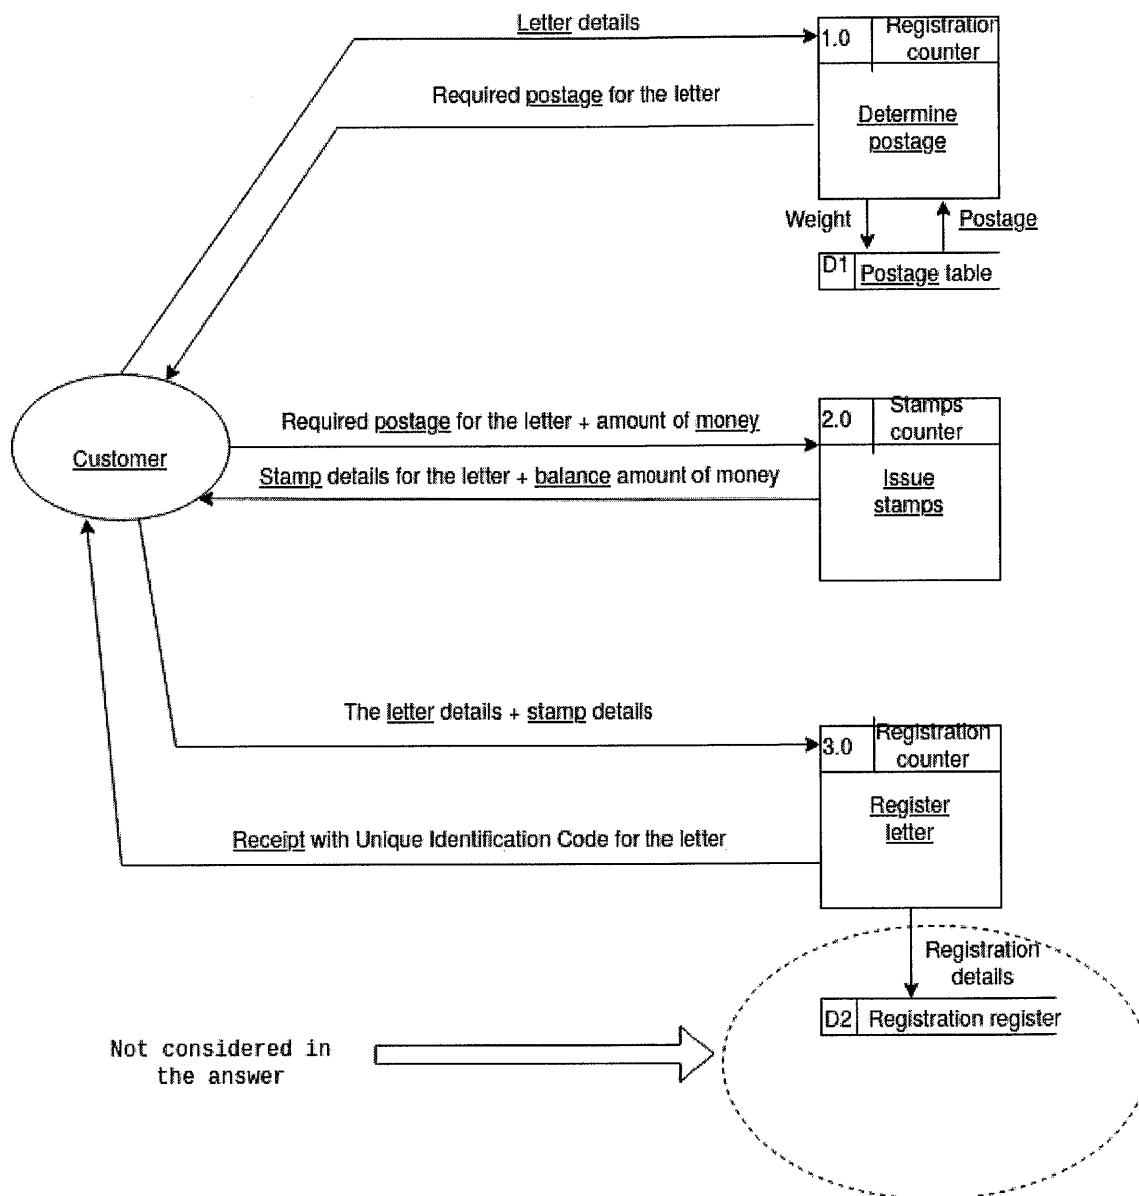 Letter details
1.0
Registration
counter
Required postage for the letter
Determine
postage
Weight
Postage
D1
Postage table
Required postage for the letter + amount of money
2.0
Stamps
counter
Customer
Stamp details for the letter + balance amount of money
Issue
stamps
The letter details + stamp details
3.0
Registration
counter
Register
letter
Receipt with Unique Identification Code for the letter
Registration
details
D2
Registration register
Not considered in
the answer